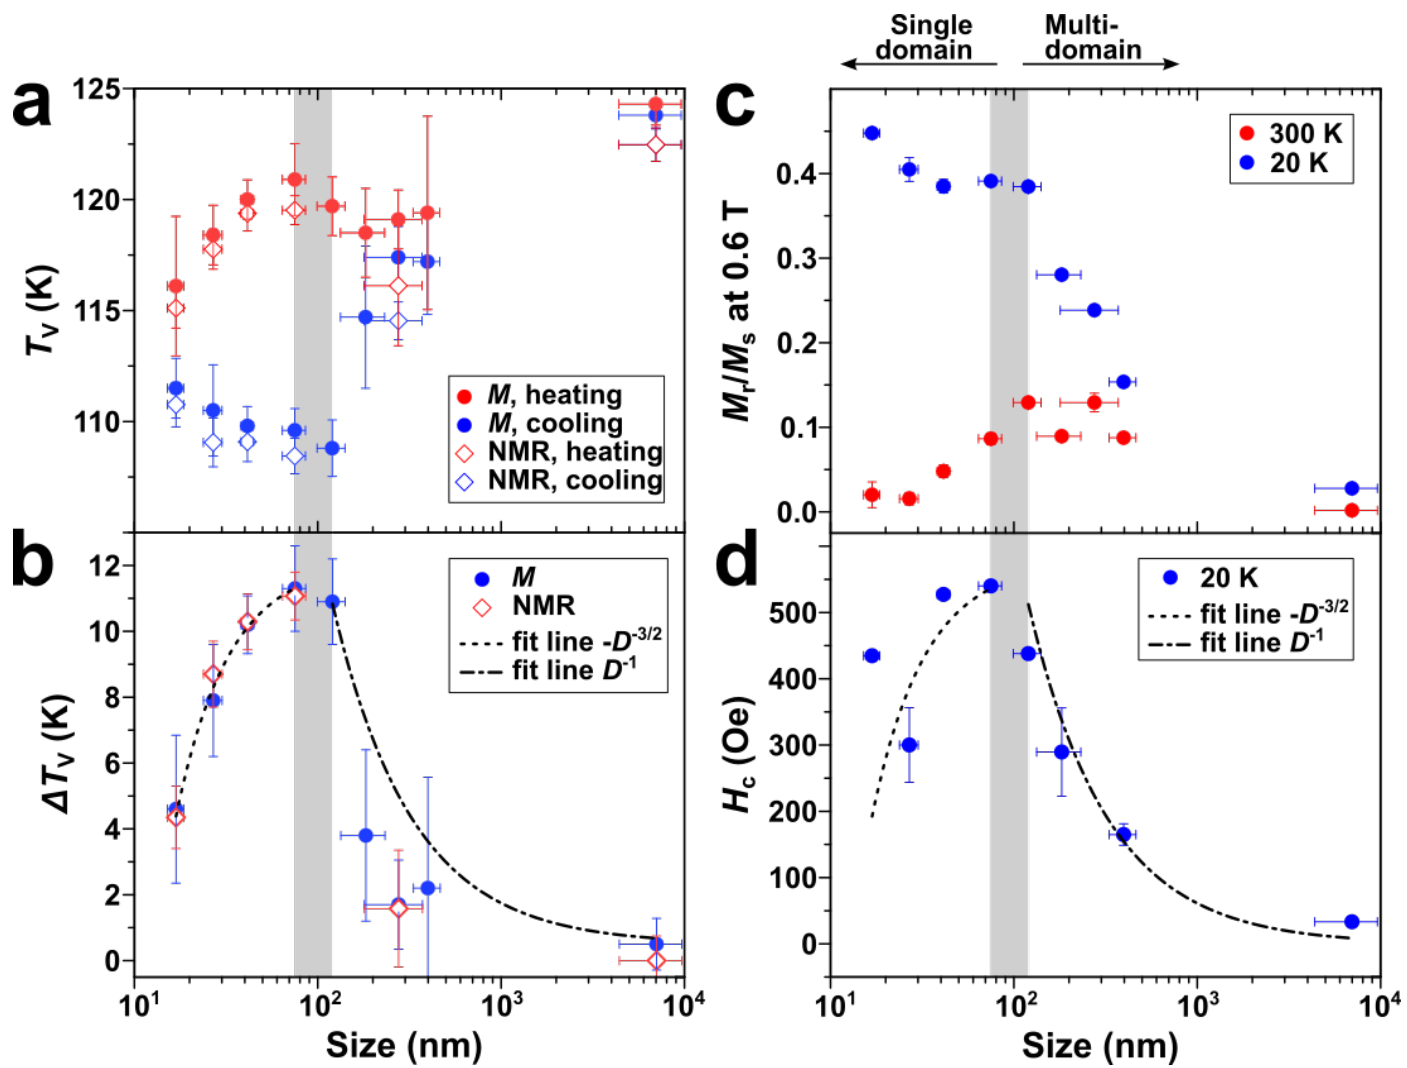 Single
domain
Multi-
domain
a
125
120
115
110
T_V (K)
M, heating
M, cooling
NMR, heating
NMR, cooling
c
0.4
0.3
0.2
0.1
0.0
M_r/M_s at 0.6 T
300 K
20 K
b
12
10
8
6
4
2
0
ΔT_V (K)
M
NMR
fit line -D^-3/2
fit line D^-1
10^1
10^2
10^3
10^4
Size (nm)
d
500
400
300
200
100
0
H_c (Oe)
20 K
fit line -D^-3/2
fit line D^-1
10^1
10^2
10^3
10^4
Size (nm)